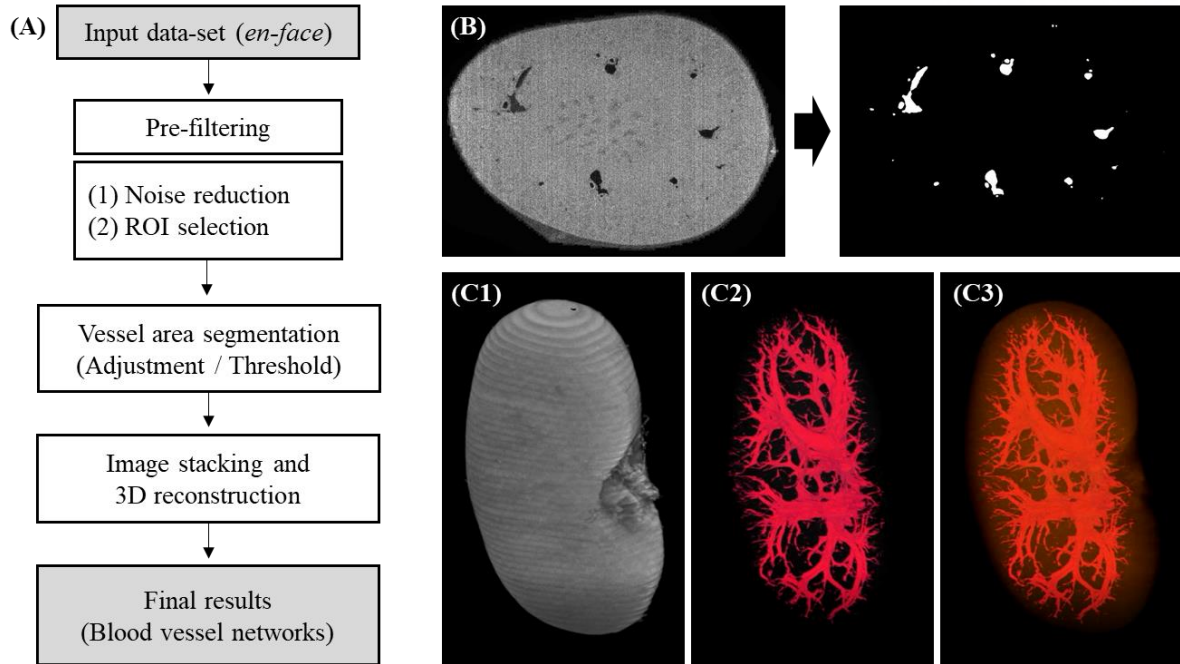 (A)
Input data-set (en-face)
Pre-filtering
(1) Noise reduction
(2) ROI selection
Vessel area segmentation
(Adjustment / Threshold)
Image stacking and
3D reconstruction
Final results
(Blood vessel networks)
(B)
(C1)
(C2)
(C3)